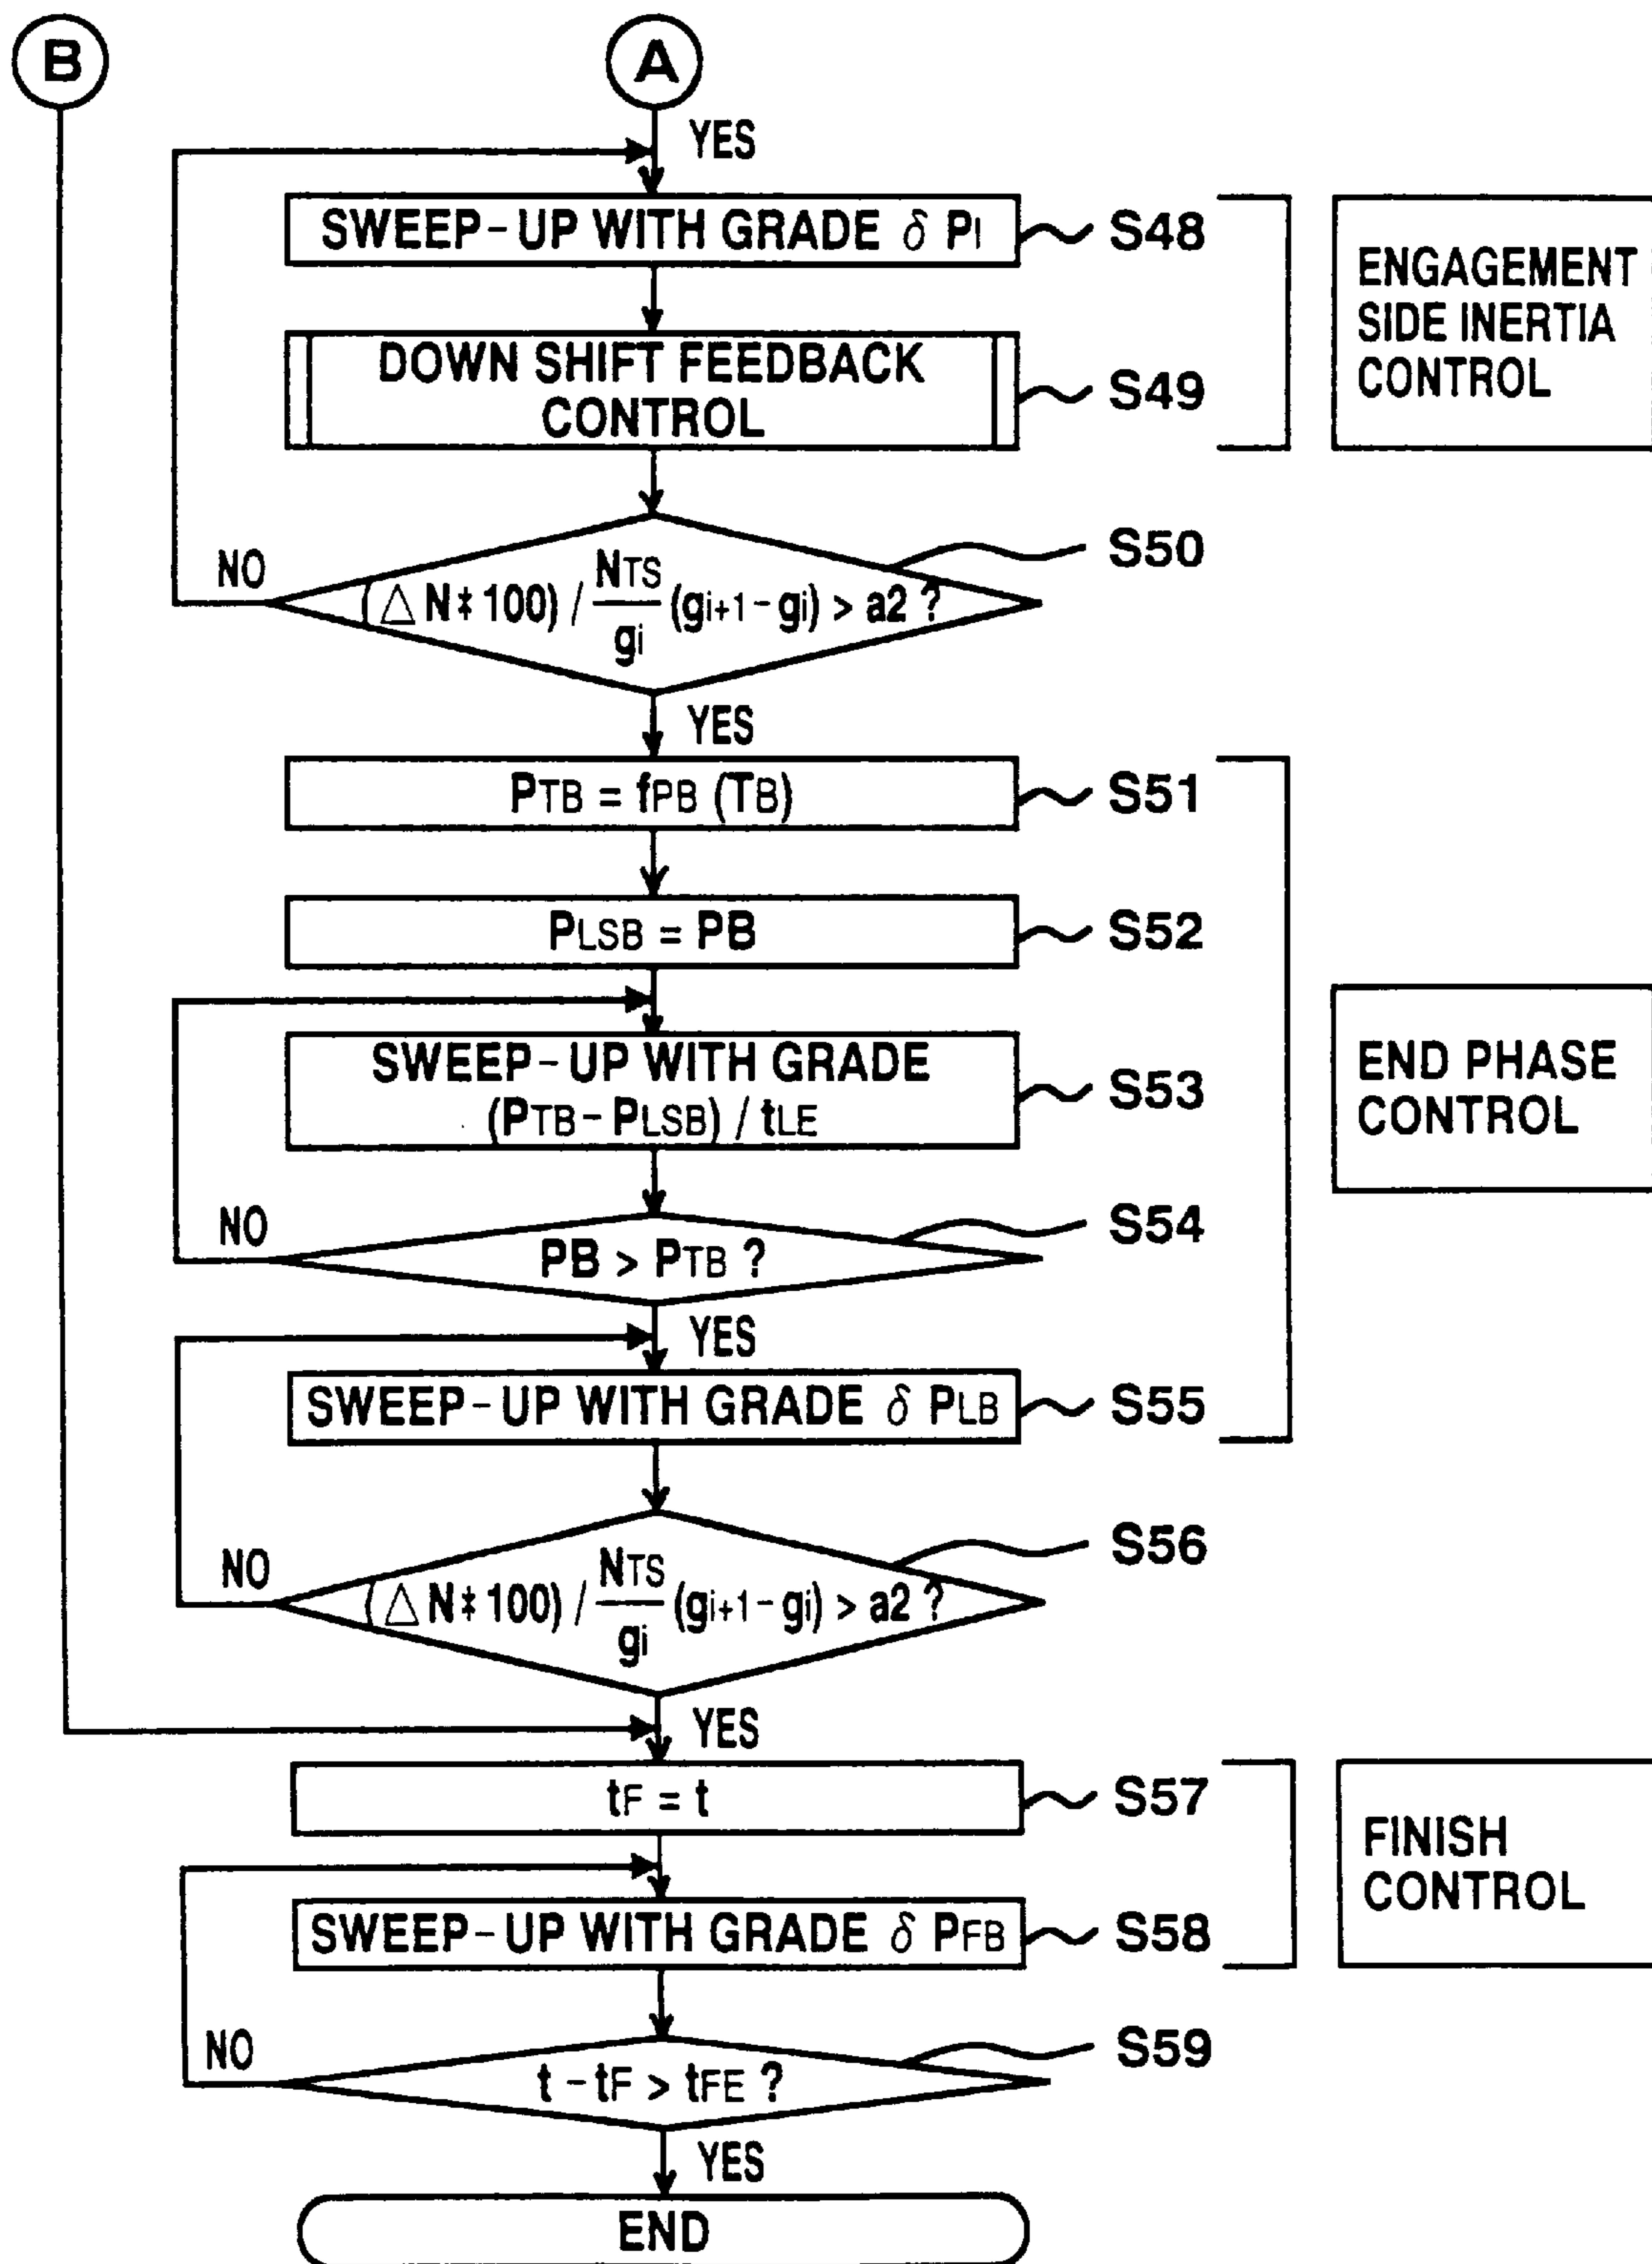 B
A
YES
SWEEP-UP WITH GRADE δ PI
S48
ENGAGEMENT
SIDE INERTIA
CONTROL
DOWN SHIFT FEEDBACK
CONTROL
S49
S50
NO
(△N*100) / NTS/gi (gi+1-gi) > a2 ?
YES
PTB = fPB (TB)
S51
PLSB = PB
S52
SWEEP-UP WITH GRADE
(PTB-PLSB) / tLE
S53
END PHASE
CONTROL
S54
NO
PB > PTB ?
YES
SWEEP-UP WITH GRADE δ PLB
S55
S56
NO
(△N*100) / NTS/gi (gi+1-gi) > a2 ?
YES
tF = t
S57
FINISH
CONTROL
SWEEP-UP WITH GRADE δ PFB
S58
S59
NO
t-tF > tFE ?
YES
END